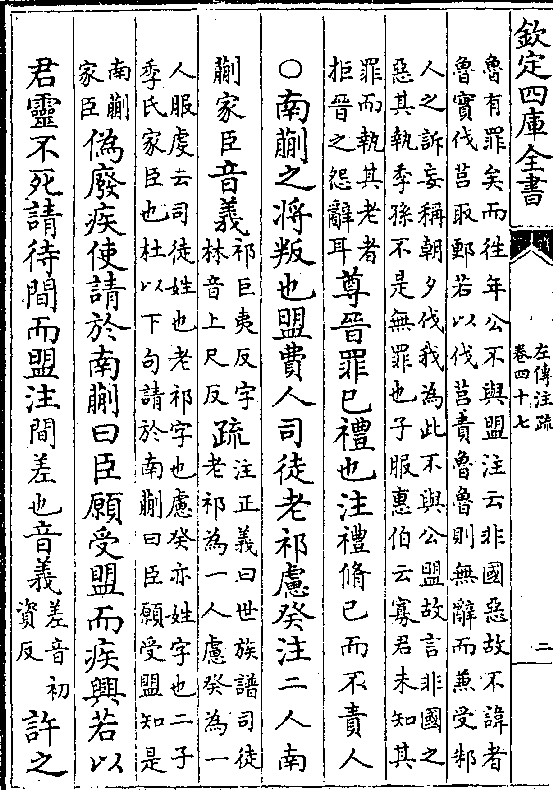 欽定四庫全書
左傳注疏
卷四十七
二
魯有罪矣而往年公不與盟注云非國惡故不諱者
魯實伐莒取鄆若以伐莒責魯魯則無辭而兼受邾
人之訴妄稱朝夕伐我為此不與公盟故言非國之
惡其執季孫不是無罪也子服惠伯云寡君未知其
罪而執其老者
拒晉之怨辭耳
尊晉罪已禮也注禮脩已而不責人
○南蒯之將叛也盟費人司徒老祁慮癸注二人南
蒯家臣音義
祁巨夷反字
林音上尺反
疏
注正義曰世族譜司徒
老祁為一人慮癸為一
人服虔云司徒姓也老祁字也慮癸亦姓字也二子
季氏家臣也杜以下句請於南蒯曰臣願受盟知是
南蒯
家臣
偽廢疾使請於南蒯曰臣願受盟而疾興若以
君靈不死請待間而盟注間差也音義
差音初
資反
許之